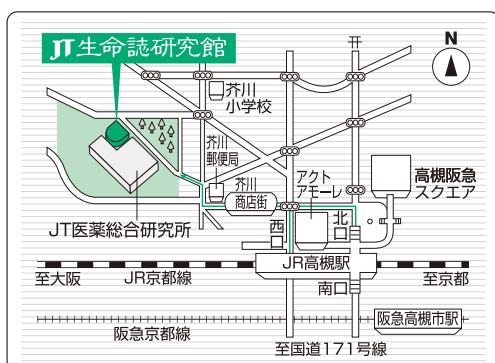 JT生命誌研究館
N
芥川
小学校
芥川
郵便局
アクト
アモーレ
高槻阪急
スクエア
芥川
商店街
JT医薬総合研究所
西口
北口
JR高槻駅
至大阪
JR京都線
至京都
南口
阪急高槻市駅
阪急京都線
至国道171号線